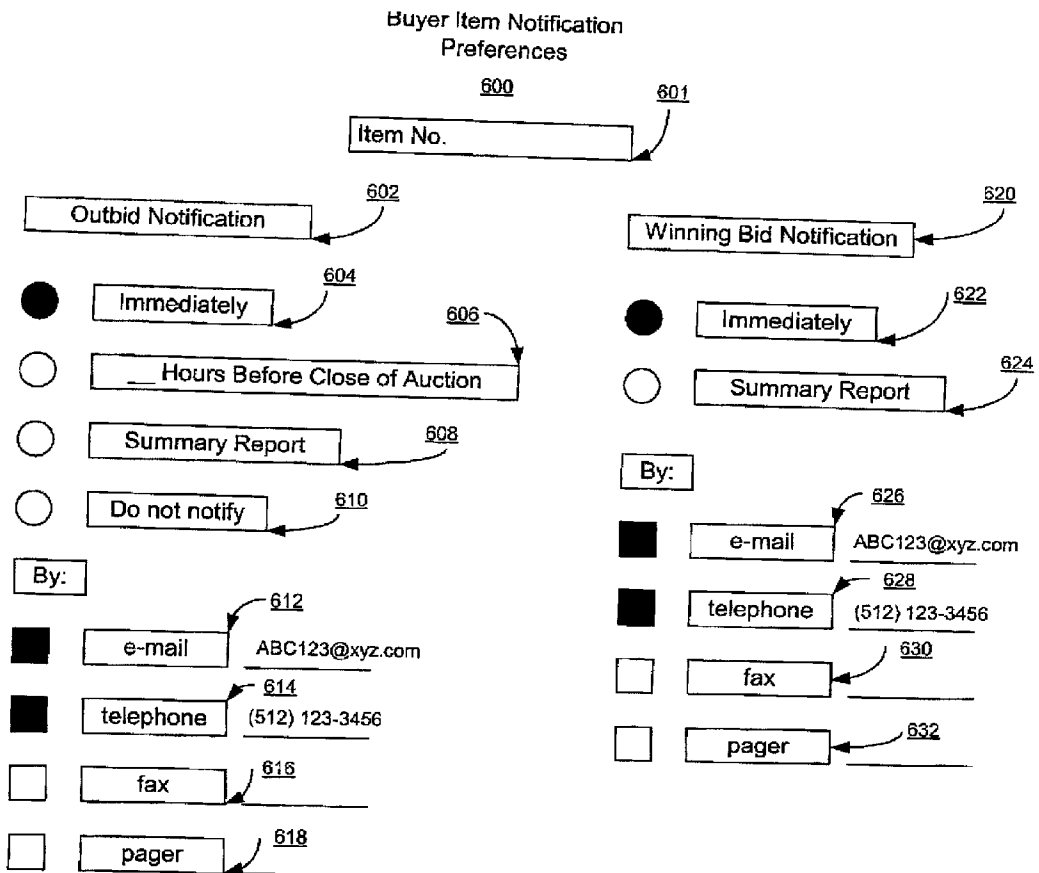 Buyer Item Notification
Preferences
600
601
Item No.
602
Outbid Notification
604
Immediately
606
__ Hours Before Close of Auction
Summary Report
608
Do not notify
610
By:
612
e-mail ABC123@xyz.com
614
telephone (512) 123-3456
fax
616
pager
618
620
Winning Bid Notification
Immediately
622
Summary Report
624
By:
626
e-mail ABC123@xyz.com
628
telephone (512) 123-3456
630
fax
632
pager